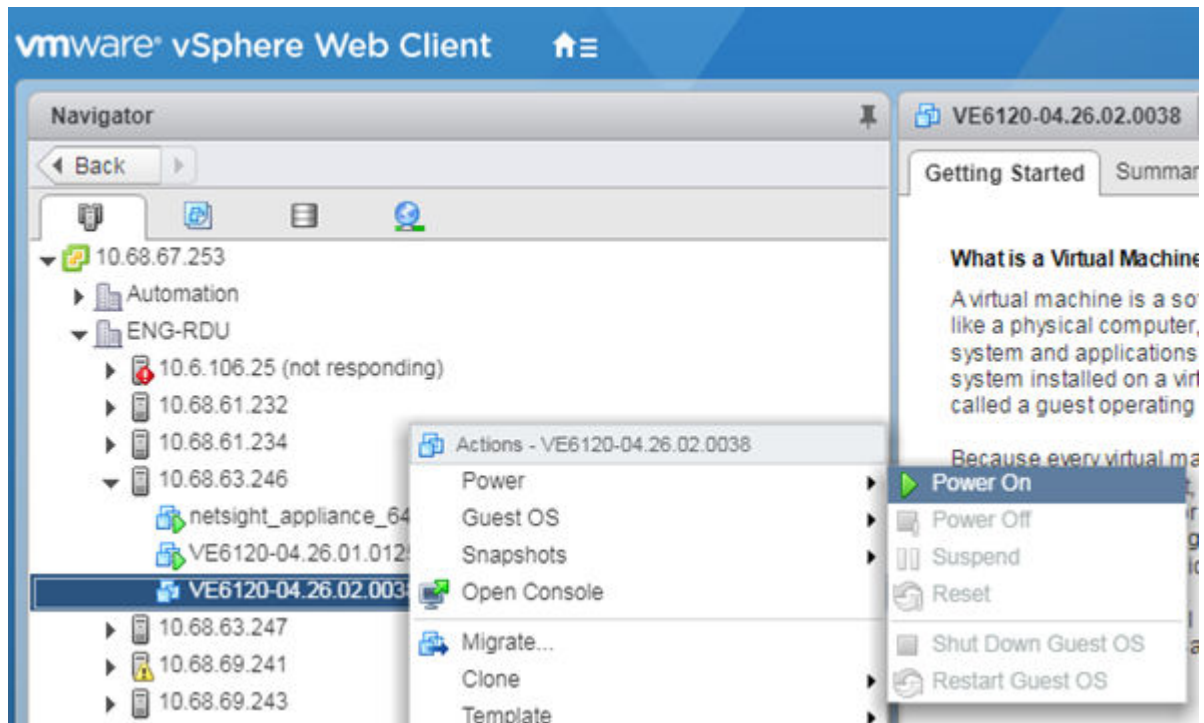 vmware® vSphere Web Client
Navigator
Back
10.68.67.253
Automation
ENG-RDU
10.6.106.25 (not responding)
10.68.61.232
10.68.61.234
10.68.63.246
netsight_appliance_64
VE6120-04.26.01.012
VE6120-04.26.02.003
10.68.63.247
10.68.69.241
10.68.69.243
Actions - VE6120-04.26.02.0038
Power
Guest OS
Snapshots
Open Console
Migrate...
Clone
Template
Power On
Power Off
Suspend
Reset
Shut Down Guest OS
Restart Guest OS
VE6120-04.26.02.0038
Getting Started
Summar
What is a Virtual Machine
A virtual machine is a so
like a physical computer,
system and applications
system installed on a virt
called a guest operating
Because every virtual ma